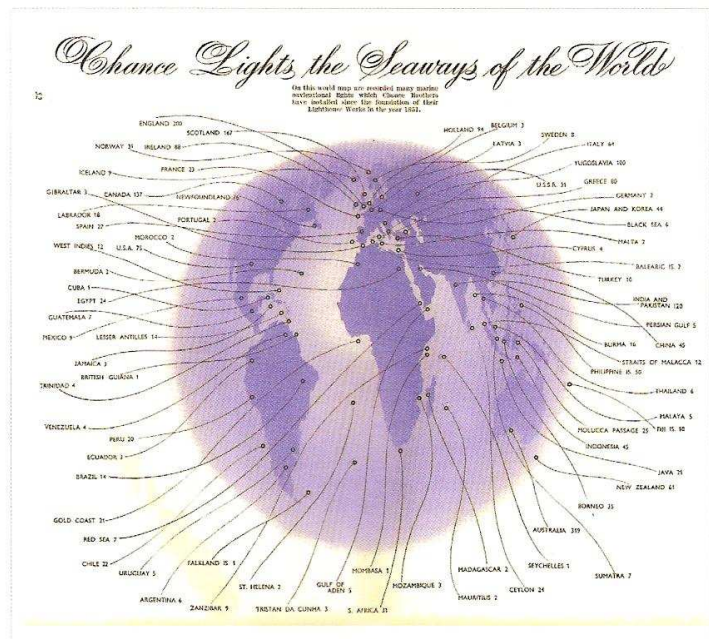 Chance Lights the Seaways of the World
On this world map are recorded many marine
navigational lights which Chance Brothers
have installed since the foundation of their
Lighthouse Works in the year 1851.
ENGLAND 203
SCOTLAND 167
NORWAY 31
IRELAND 88
ICELAND 9
FRANCE 23
GIBRALTAR 3
CANADA 137
NEWFOUNDLAND 76
LABRADOR 16
PORTUGAL 2
SPAIN 27
MOROCCO 2
WEST INDIES 12
U.S.A. 75
BERMUDA 2
CUBA 1
EGYPT 24
GUATEMALA 7
MEXICO 9
LESSER ANTILLES 14
JAMAICA 3
BRITISH GUIANA 1
TRINIDAD 4
VENEZUELA 4
PERU 20
ECUADOR 3
BRAZIL 14
GOLD COAST 21
RED SEA 7
CHILE 22
URUGUAY 5
ARGENTINA 6
ZANZIBAR 9
FALKLAND IS 1
ST. HELENA 2
TRISTAN DA CUNHA 3
GULF OF
ADEN 5
S. AFRICA 31
MOMBASA 1
MOZAMBIQUE 3
MADAGASCAR 2
MAURITIUS 2
CEYLON 24
SEYCHELLES 1
SUMATRA 7
AUSTRALIA 319
BORNEO 25
NEW ZEALAND 61
JAVA 21
INDONESIA 45
MOLUCCA PASSAGE 25
FIJI IS. 10
MALAYA 5
THAILAND 6
PHILIPPINE IS. 50
STRAITS OF MALACCA 12
BURMA 16
CHINA 45
PERSIAN GULF 5
INDIA AND
PAKISTAN 120
TURKEY 10
BALEARIC IS. 7
CYPRUS 4
MALTA 7
BLACK SEA 6
JAPAN AND KOREA 44
GERMANY 2
U.S.S.R. 31
GREECE 80
YUGOSLAVIA 100
ITALY 64
LATVIA 3
SWEDEN 8
BELGIUM 3
HOLLAND 94